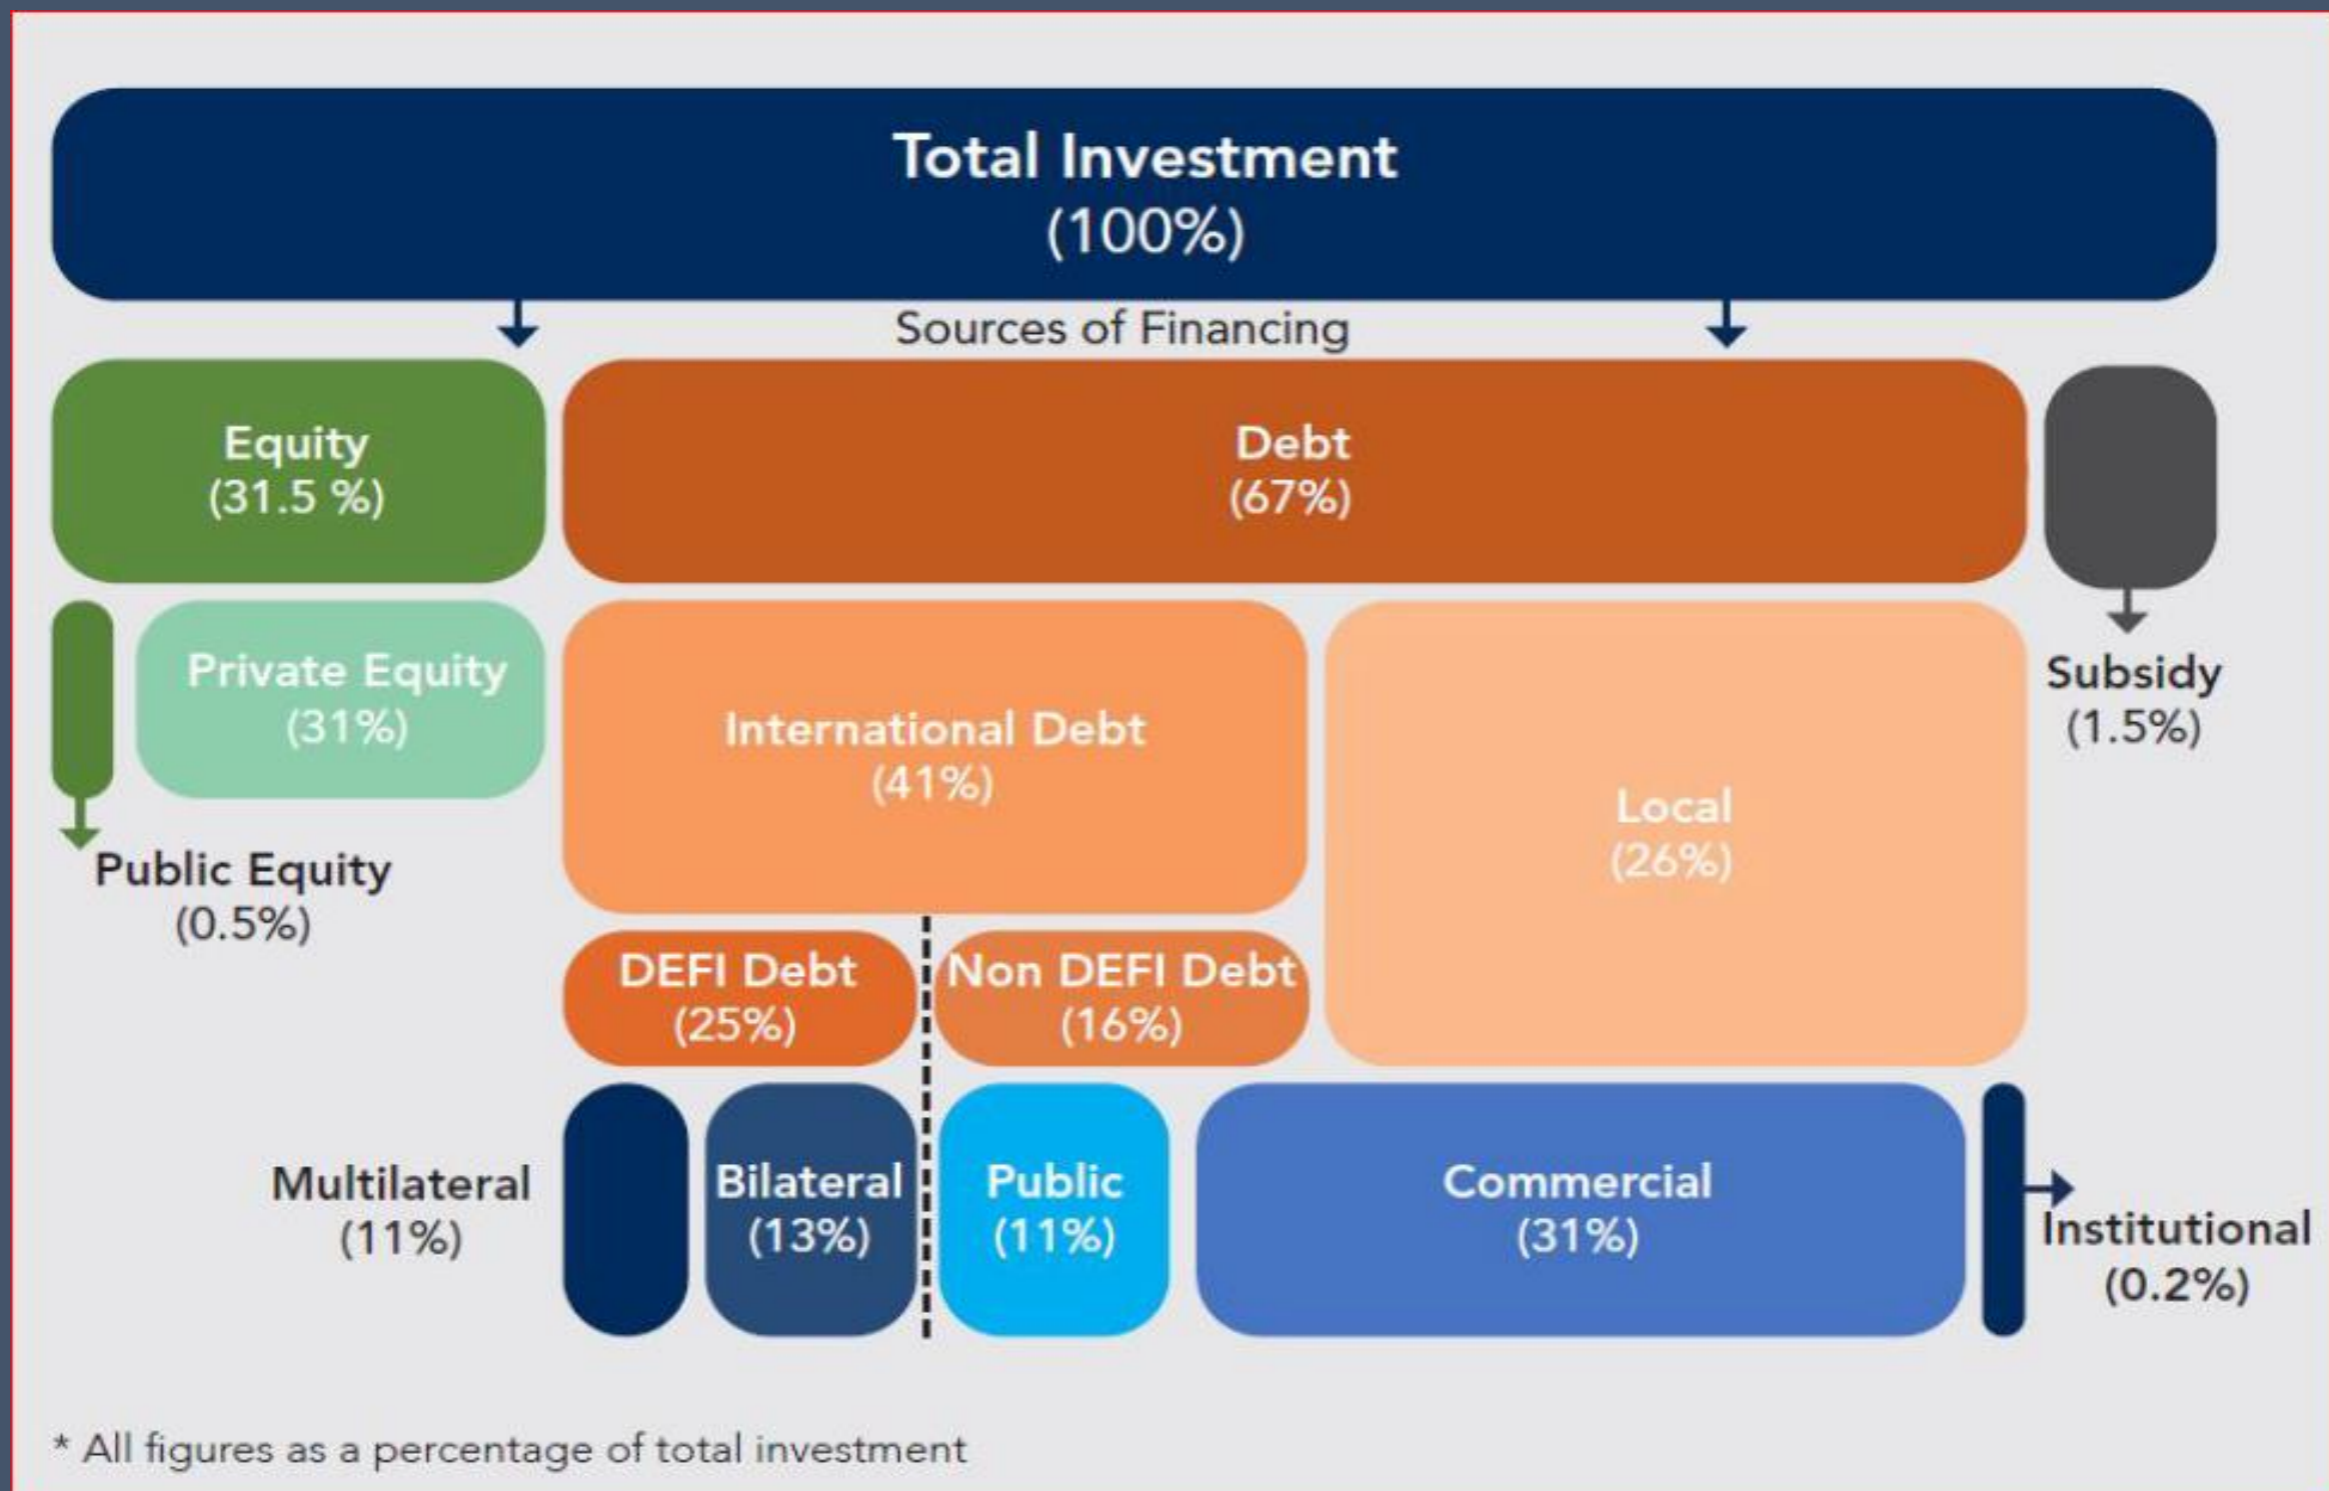 Total Investment
(100%)
Sources of Financing
Equity
(31.5 %)
Debt
(67%)
Private Equity
(31%)
International Debt
(41%)
Local
(26%)
Subsidy
(1.5%)
Public Equity
(0.5%)
DEFI Debt
(25%)
Non DEFI Debt
(16%)
Multilateral
(11%)
Bilateral
(13%)
Public
(11%)
Commercial
(31%)
Institutional
(0.2%)
* All figures as a percentage of total investment